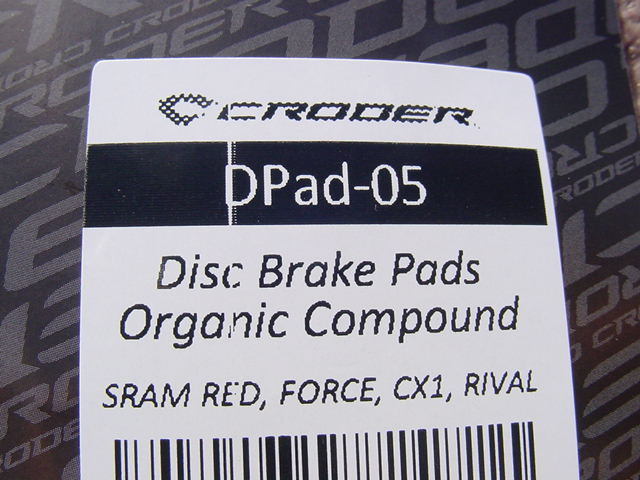 CRODER
DPad-05
Disc Brake Pads
Organic Compound
SRAM RED, FORCE, CX1, RIVAL